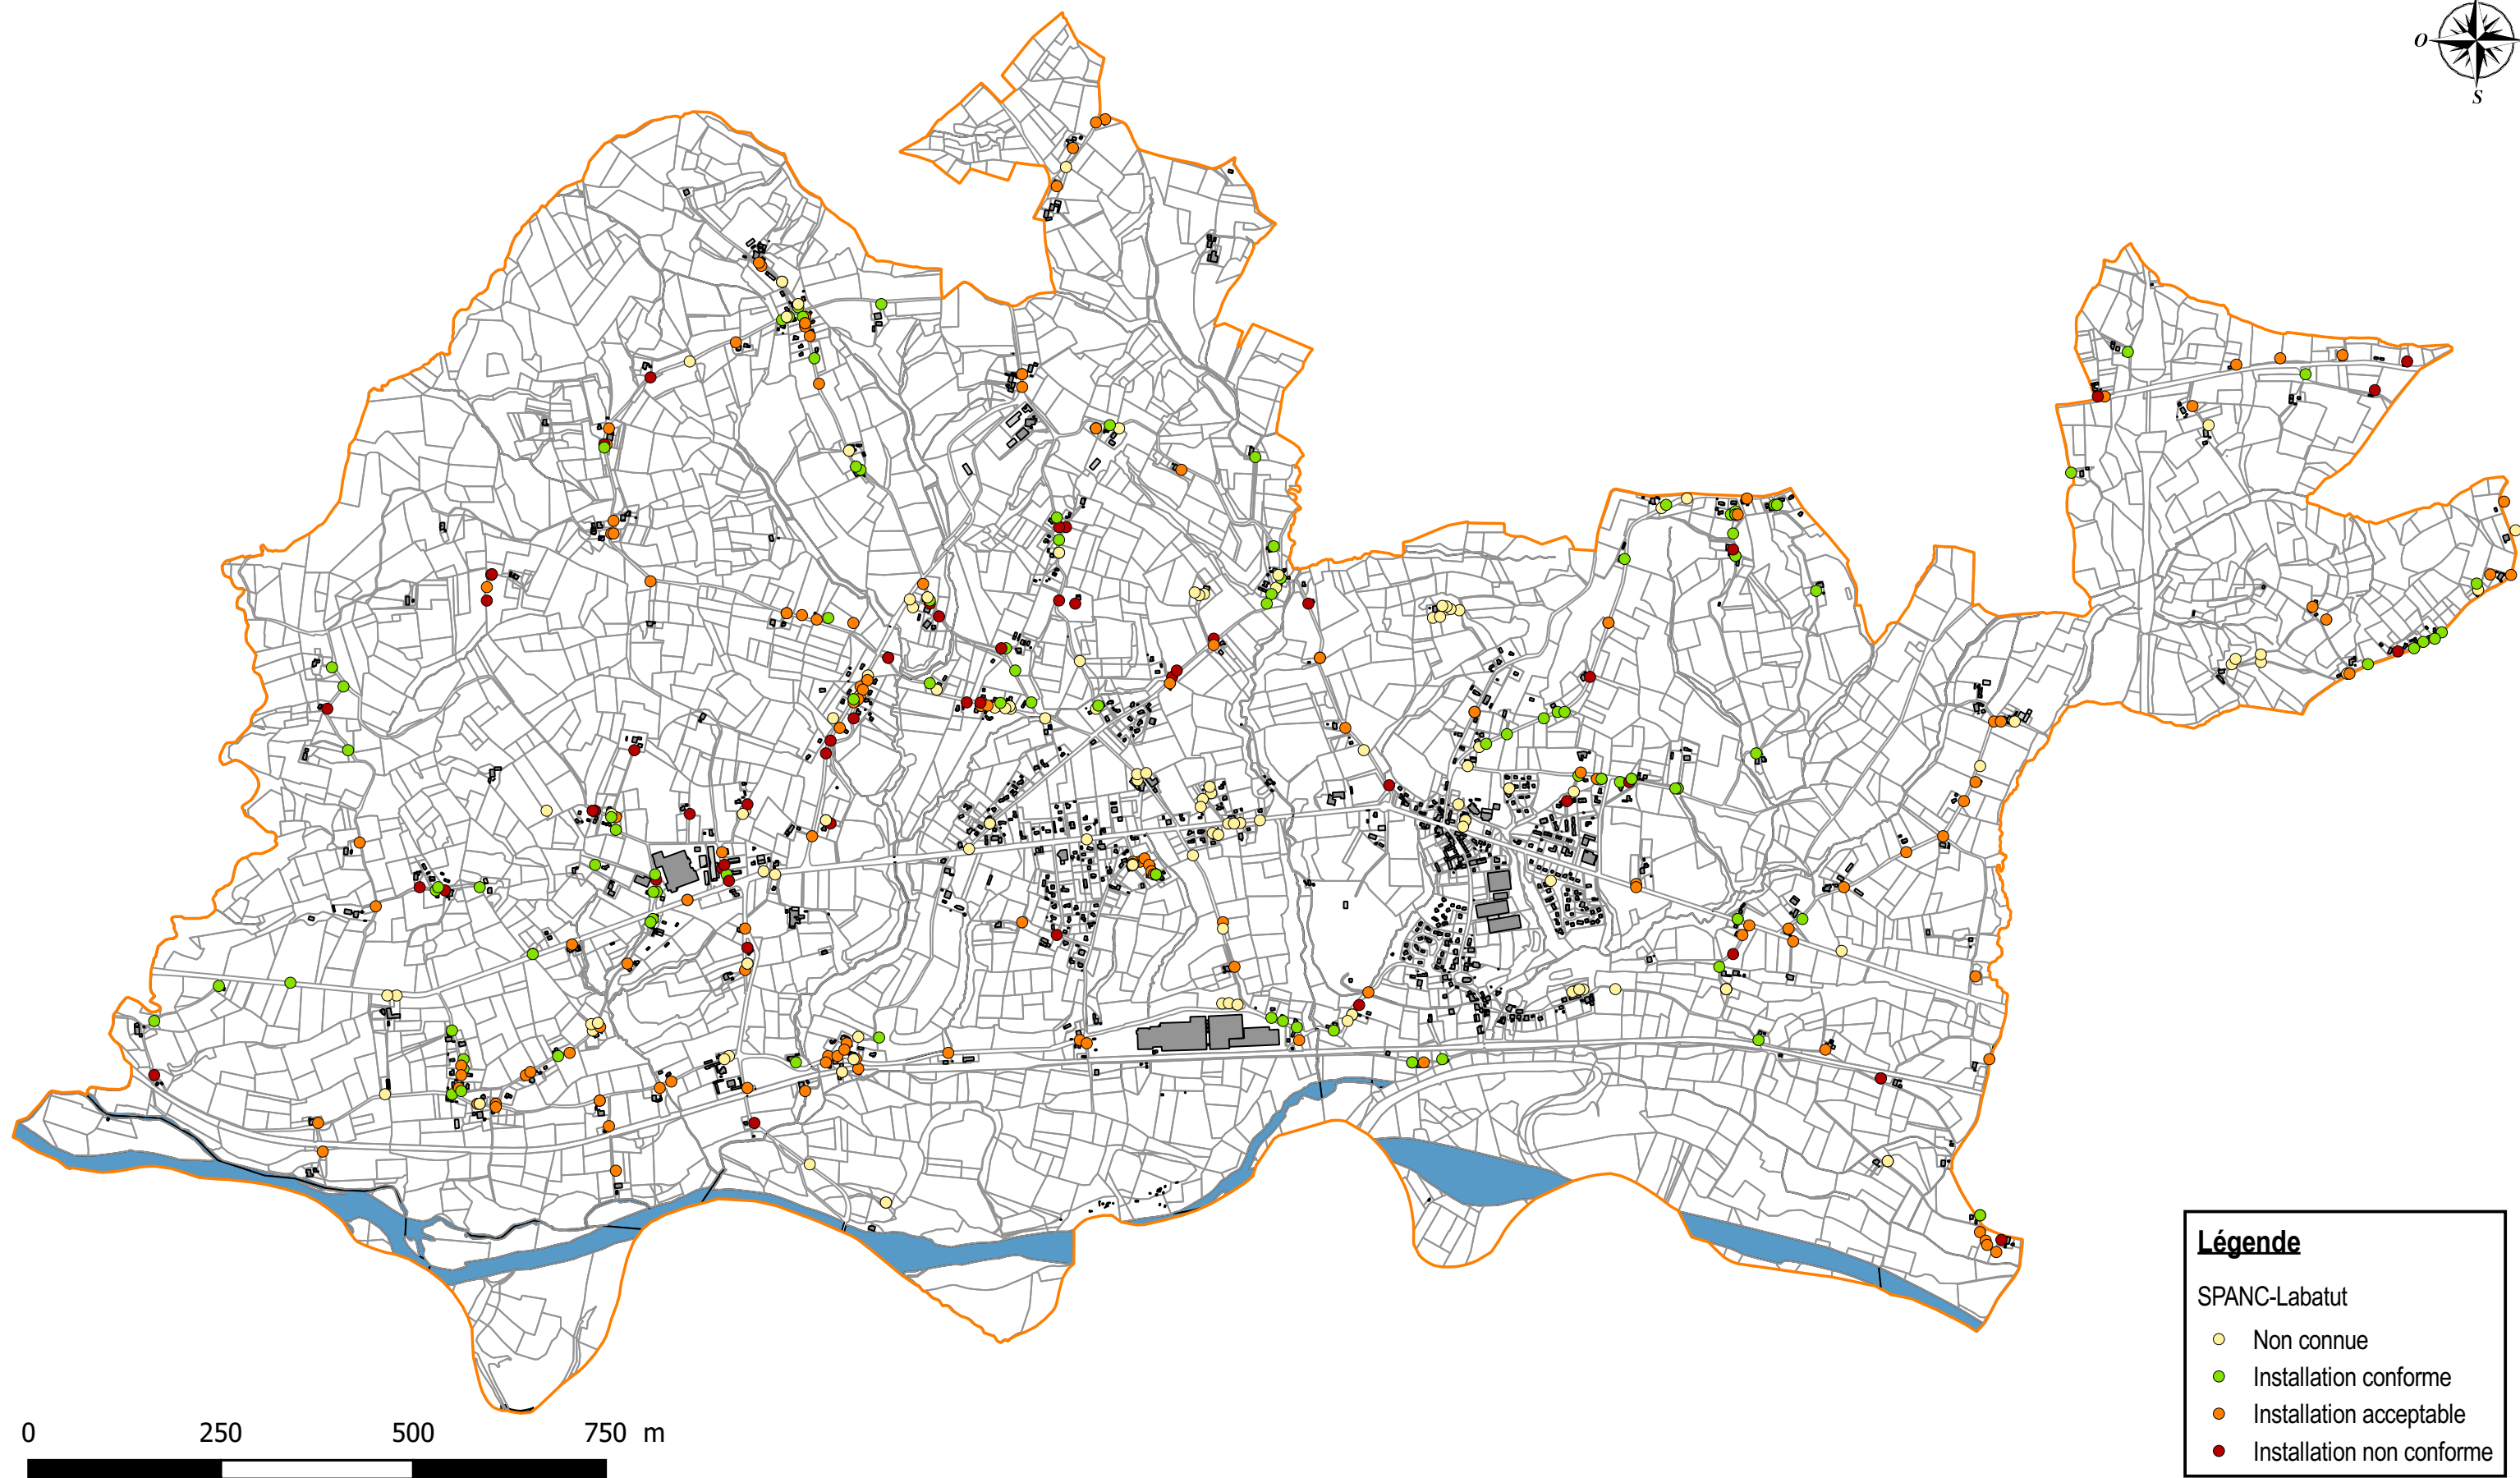 O
S
Légende
SPANC-Labatut
Non connue
Installation conforme
Installation acceptable
Installation non conforme
0 250 500 750 m